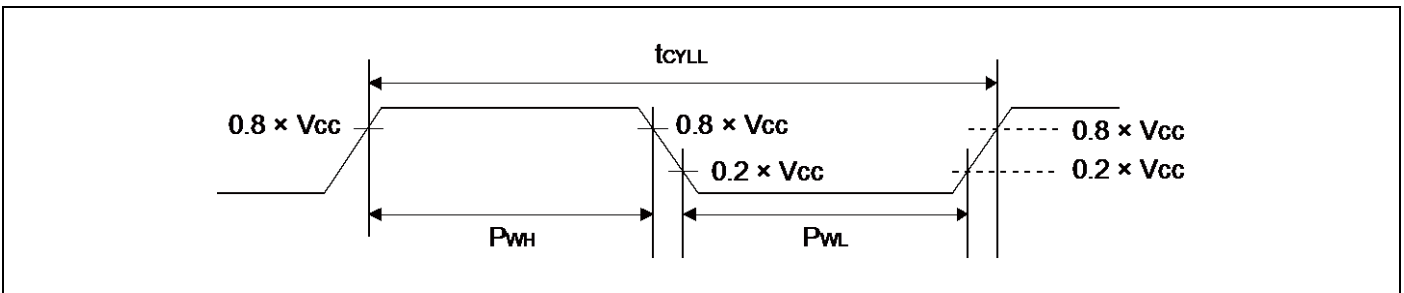 tCYLL
0.8 × VCC
0.8 × VCC
0.8 × VCC
0.2 × VCC
0.2 × VCC
PWH
PWL